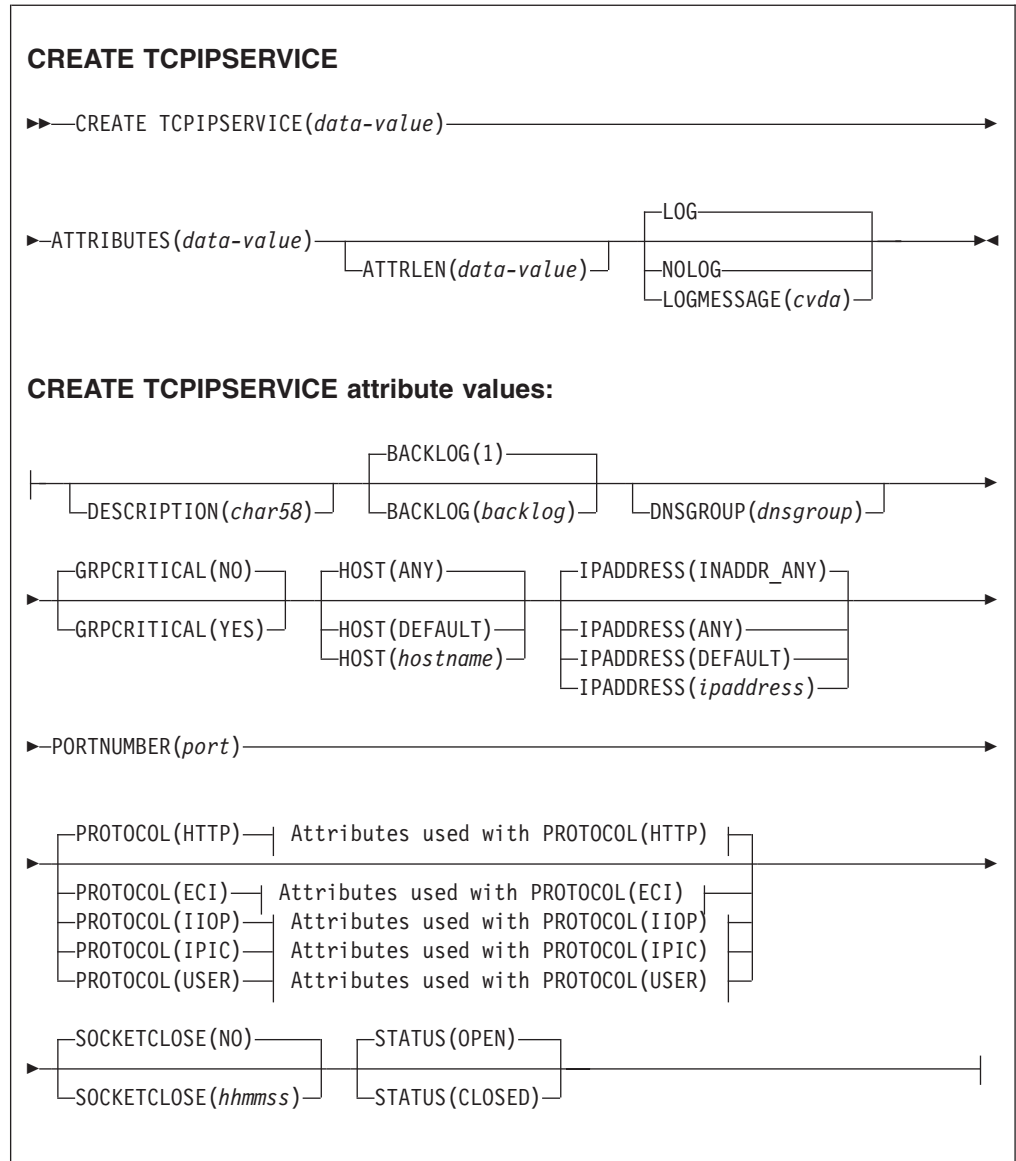 CREATE TCPIPSERVICE
CREATE TCPIPSERVICE(data-value)
LOG
ATTRIBUTES(data-value)
ATTRLEN(data-value)
NOLOG
LOGMESSAGE(cvda)
CREATE TCPIPSERVICE attribute values:
BACKLOG(1)
DESCRIPTION(char58) BACKLOG(backlog) DNSGROUP(dnsgroup)
GRPCRITICAL(NO) HOST(ANY) IPADDRESS(INADDR_ANY)
GRPCRITICAL(YES) HOST(DEFAULT) IPADDRESS(ANY)
HOST(hostname) IPADDRESS(DEFAULT)
IPADDRESS(ipaddress)
PORTNUMBER(port)
PROTOCOL(HTTP) Attributes used with PROTOCOL(HTTP)
PROTOCOL(ECI) Attributes used with PROTOCOL(ECI)
PROTOCOL(IIOP) Attributes used with PROTOCOL(IIOP)
PROTOCOL(IPIC) Attributes used with PROTOCOL(IPIC)
PROTOCOL(USER) Attributes used with PROTOCOL(USER)
SOCKETCLOSE(NO) STATUS(OPEN)
SOCKETCLOSE(hhmmss) STATUS(CLOSED)